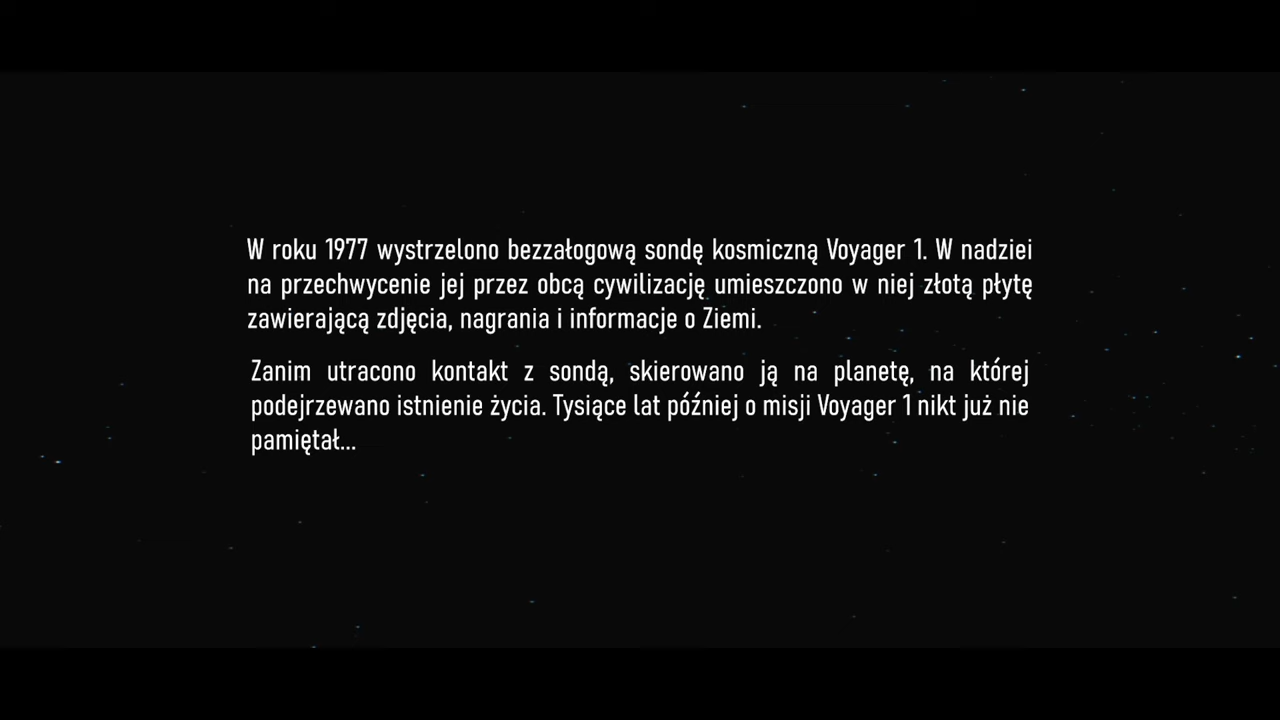 W roku 1977 wystrzelono bezzałogową sondę kosmiczną Voyager 1. W nadziei
na przechwycenie jej przez obcą cywilizację umieszczono w niej złotą płytę
zawierającą zdjęcia, nagrania i informacje o Ziemi.
Zanim utracono kontakt z sondą, skierowano ją na planetę, na której
podejrzewano istnienie życia. Tysiące lat później o misji Voyager 1 nikt już nie
pamiętał...